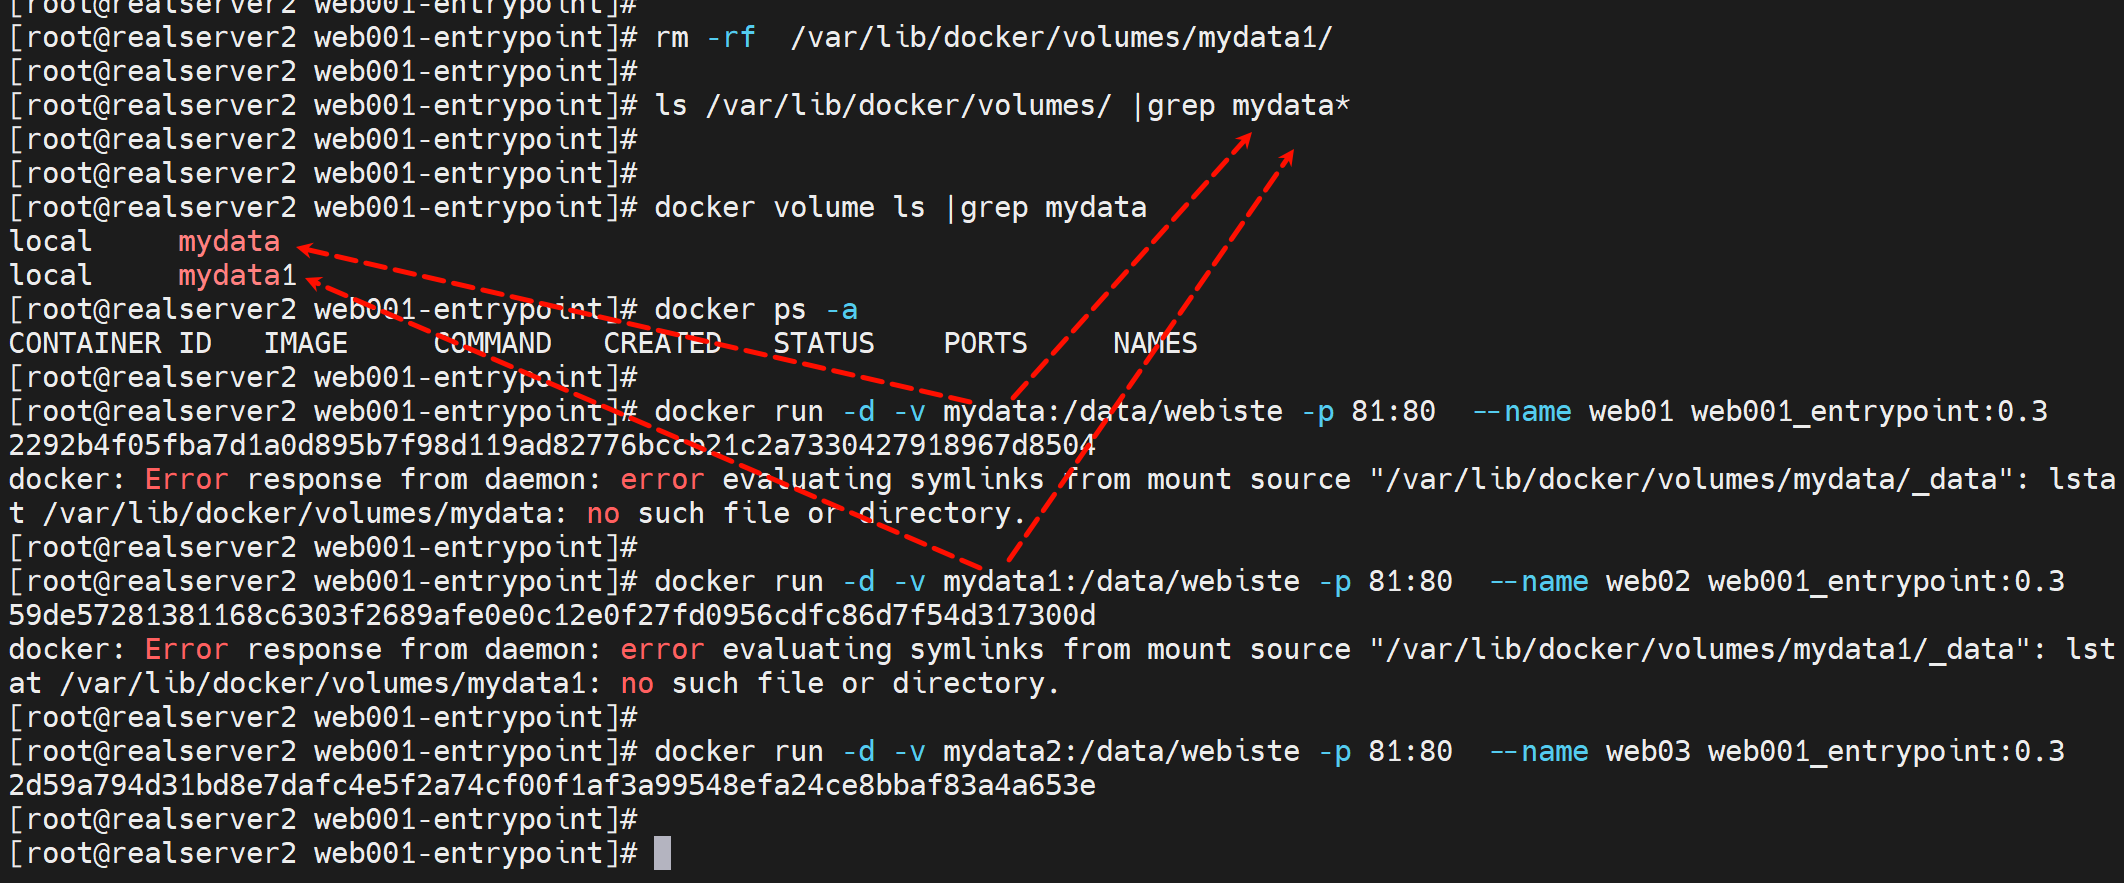 [root@realserver2 web001-entrypoint]#
[root@realserver2 web001-entrypoint]# rm -rf  /var/lib/docker/volumes/mydata1/
[root@realserver2 web001-entrypoint]#
[root@realserver2 web001-entrypoint]# ls /var/lib/docker/volumes/ |grep mydata*
[root@realserver2 web001-entrypoint]#
[root@realserver2 web001-entrypoint]#
[root@realserver2 web001-entrypoint]# docker volume ls |grep mydata
local     mydata
local     mydata1
[root@realserver2 web001-entrypoint]# docker ps -a
CONTAINER ID   IMAGE     COMMAND   CREATED   STATUS    PORTS     NAMES
[root@realserver2 web001-entrypoint]#
[root@realserver2 web001-entrypoint]# docker run -d -v mydata:/data/webiste -p 81:80  --name web01 web001_entrypoint:0.3
2292b4f05fba7d1a0d895b7f98d119ad82776bccb21c2a7330427918967d8504
docker: Error response from daemon: error evaluating symlinks from mount source "/var/lib/docker/volumes/mydata/_data": lsta
t /var/lib/docker/volumes/mydata: no such file or directory.
[root@realserver2 web001-entrypoint]#
[root@realserver2 web001-entrypoint]# docker run -d -v mydata1:/data/webiste -p 81:80  --name web02 web001_entrypoint:0.3
59de57281381168c6303f2689afe0e0c12e0f27fd0956cdfc86d7f54d317300d
docker: Error response from daemon: error evaluating symlinks from mount source "/var/lib/docker/volumes/mydata1/_data": lst
at /var/lib/docker/volumes/mydata1: no such file or directory.
[root@realserver2 web001-entrypoint]#
[root@realserver2 web001-entrypoint]# docker run -d -v mydata2:/data/webiste -p 81:80  --name web03 web001_entrypoint:0.3
2d59a794d31bd8e7dafc4e5f2a74cf00f1af3a99548efa24ce8bbaf83a4a653e
[root@realserver2 web001-entrypoint]#
[root@realserver2 web001-entrypoint]#